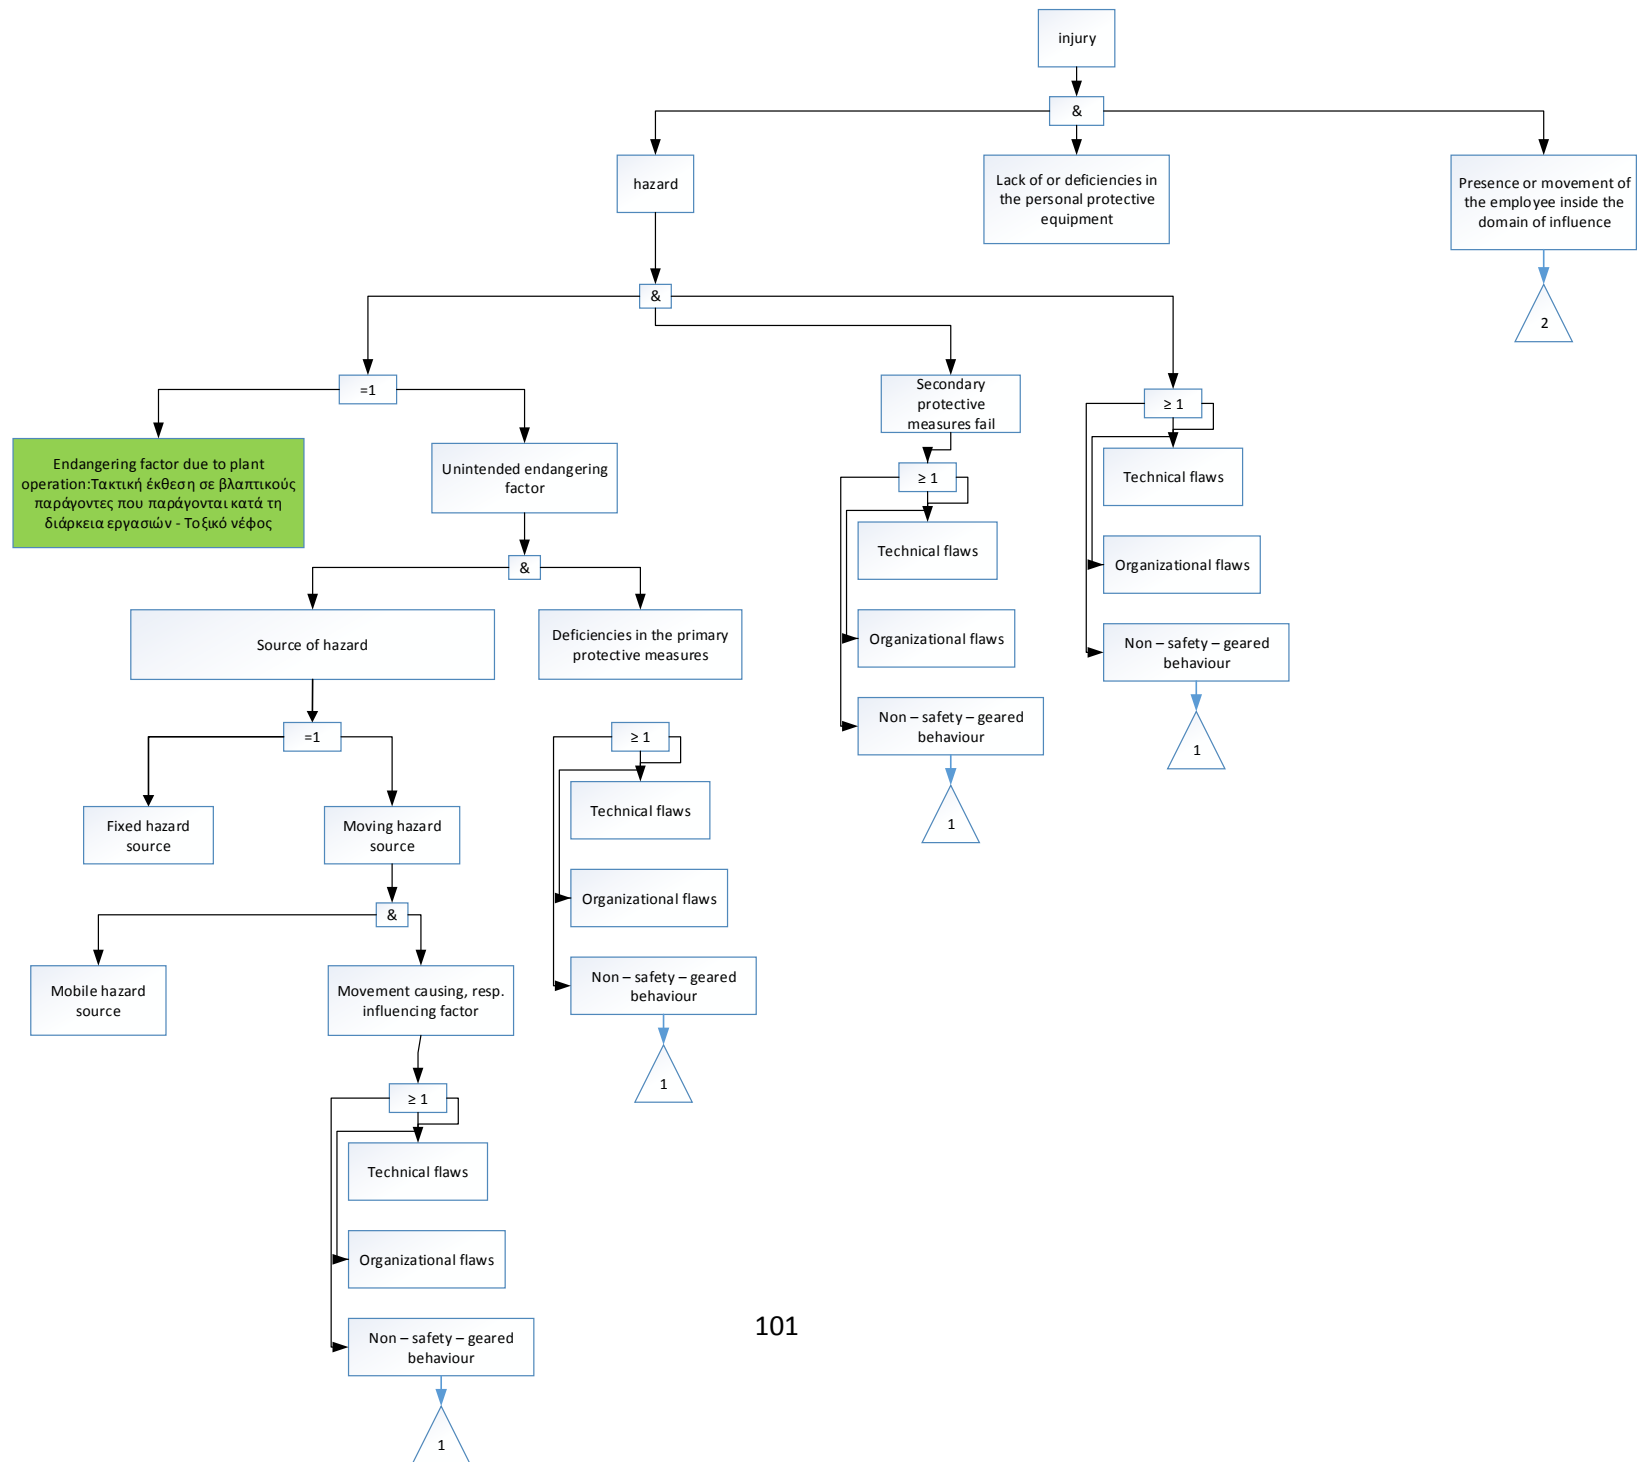 injury
&
hazard
Lack of or deficiencies in
the personal protective
equipment
Presence or movement of
the employee inside the
domain of influence
&
2
=1
Secondary
protective
measures fail
≥ 1
Endangering factor due to plant
operation:Τακτική έκθεση σε βλαπτικούς
παράγοντες που παράγονται κατά τη
διάρκεια εργασιών - Τοξικό νέφος
Unintended endangering
factor
≥ 1
Technical flaws
Technical flaws
&
Organizational flaws
Source of hazard
Deficiencies in the primary
protective measures
Organizational flaws
Non – safety – geared
behaviour
=1
≥ 1
Non – safety – geared
behaviour
1
Fixed hazard
source
Moving hazard
source
Technical flaws
1
&
Organizational flaws
Mobile hazard
source
Movement causing, resp.
influencing factor
Non – safety – geared
behaviour
≥ 1
1
Technical flaws
Organizational flaws
101
Non – safety – geared
behaviour
1